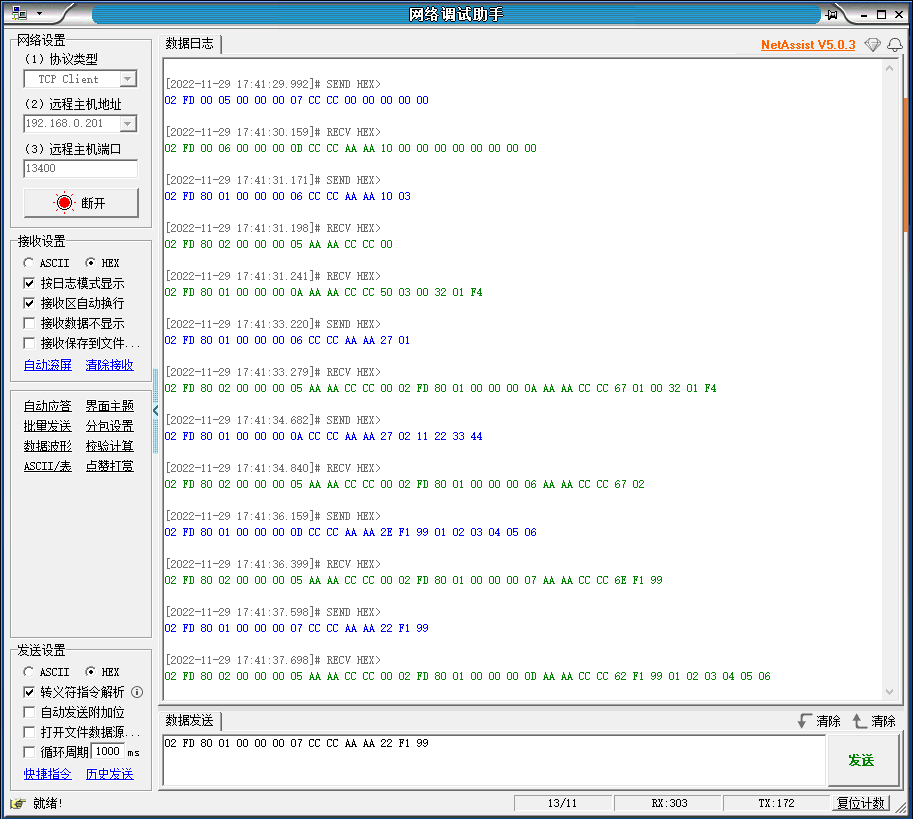 网络调试助手
网络设置
(1) 协议类型
TCP Client
(2) 远程主机地址
192.168.0.201
(3) 远程主机端口
13400
断开
接收设置
ASCII HEX
按日志模式显示
接收区自动换行
接收数据不显示
接收保存到文件...
自动滚屏 清除接收
自动应答 界面主题
批量发送 分包设置
数据波形 校验计算
ASCII/表 点赞打赏
发送设置
ASCII HEX
转义符指令解析
自动发送附加位
打开文件数据源...
循环周期 1000 ms
快捷指令 历史发送
数据日志
NetAssist V5.0.3
[2022-11-29 17:41:29.992]# SEND HEX>
02 FD 00 05 00 00 00 07 CC CC 00 00 00 00 00
[2022-11-29 17:41:30.159]# RECV HEX>
02 FD 00 06 00 00 00 0D CC CC AA AA 10 00 00 00 00 00 00 00 00
[2022-11-29 17:41:31.171]# SEND HEX>
02 FD 80 01 00 00 00 06 CC CC AA AA 10 03
[2022-11-29 17:41:31.198]# RECV HEX>
02 FD 80 02 00 00 00 05 AA AA CC CC 00
[2022-11-29 17:41:31.241]# RECV HEX>
02 FD 80 01 00 00 00 0A AA AA CC CC 50 03 00 32 01 F4
[2022-11-29 17:41:33.220]# SEND HEX>
02 FD 80 01 00 00 00 06 CC CC AA AA 27 01
[2022-11-29 17:41:33.279]# RECV HEX>
02 FD 80 02 00 00 00 05 AA AA CC CC 00 02 FD 80 01 00 00 00 0A AA AA CC CC 67 01 00 32 01 F4
[2022-11-29 17:41:34.682]# SEND HEX>
02 FD 80 01 00 00 00 0A CC CC AA AA 27 02 11 22 33 44
[2022-11-29 17:41:34.840]# RECV HEX>
02 FD 80 02 00 00 00 05 AA AA CC CC 00 02 FD 80 01 00 00 00 06 AA AA CC CC 67 02
[2022-11-29 17:41:36.159]# SEND HEX>
02 FD 80 01 00 00 00 0D CC CC AA AA 2E F1 99 01 02 03 04 05 06
[2022-11-29 17:41:36.399]# RECV HEX>
02 FD 80 02 00 00 00 05 AA AA CC CC 00 02 FD 80 01 00 00 00 07 AA AA CC CC 6E F1 99
[2022-11-29 17:41:37.598]# SEND HEX>
02 FD 80 01 00 00 00 07 CC CC AA AA 22 F1 99
[2022-11-29 17:41:37.698]# RECV HEX>
02 FD 80 02 00 00 00 05 AA AA CC CC 00 02 FD 80 01 00 00 00 0D AA AA CC CC 62 F1 99 01 02 03 04 05 06
数据发送 清除 清除
02 FD 80 01 00 00 00 07 CC CC AA AA 22 F1 99
发送
就绪! 13/11 RX:303 TX:172 复位计数